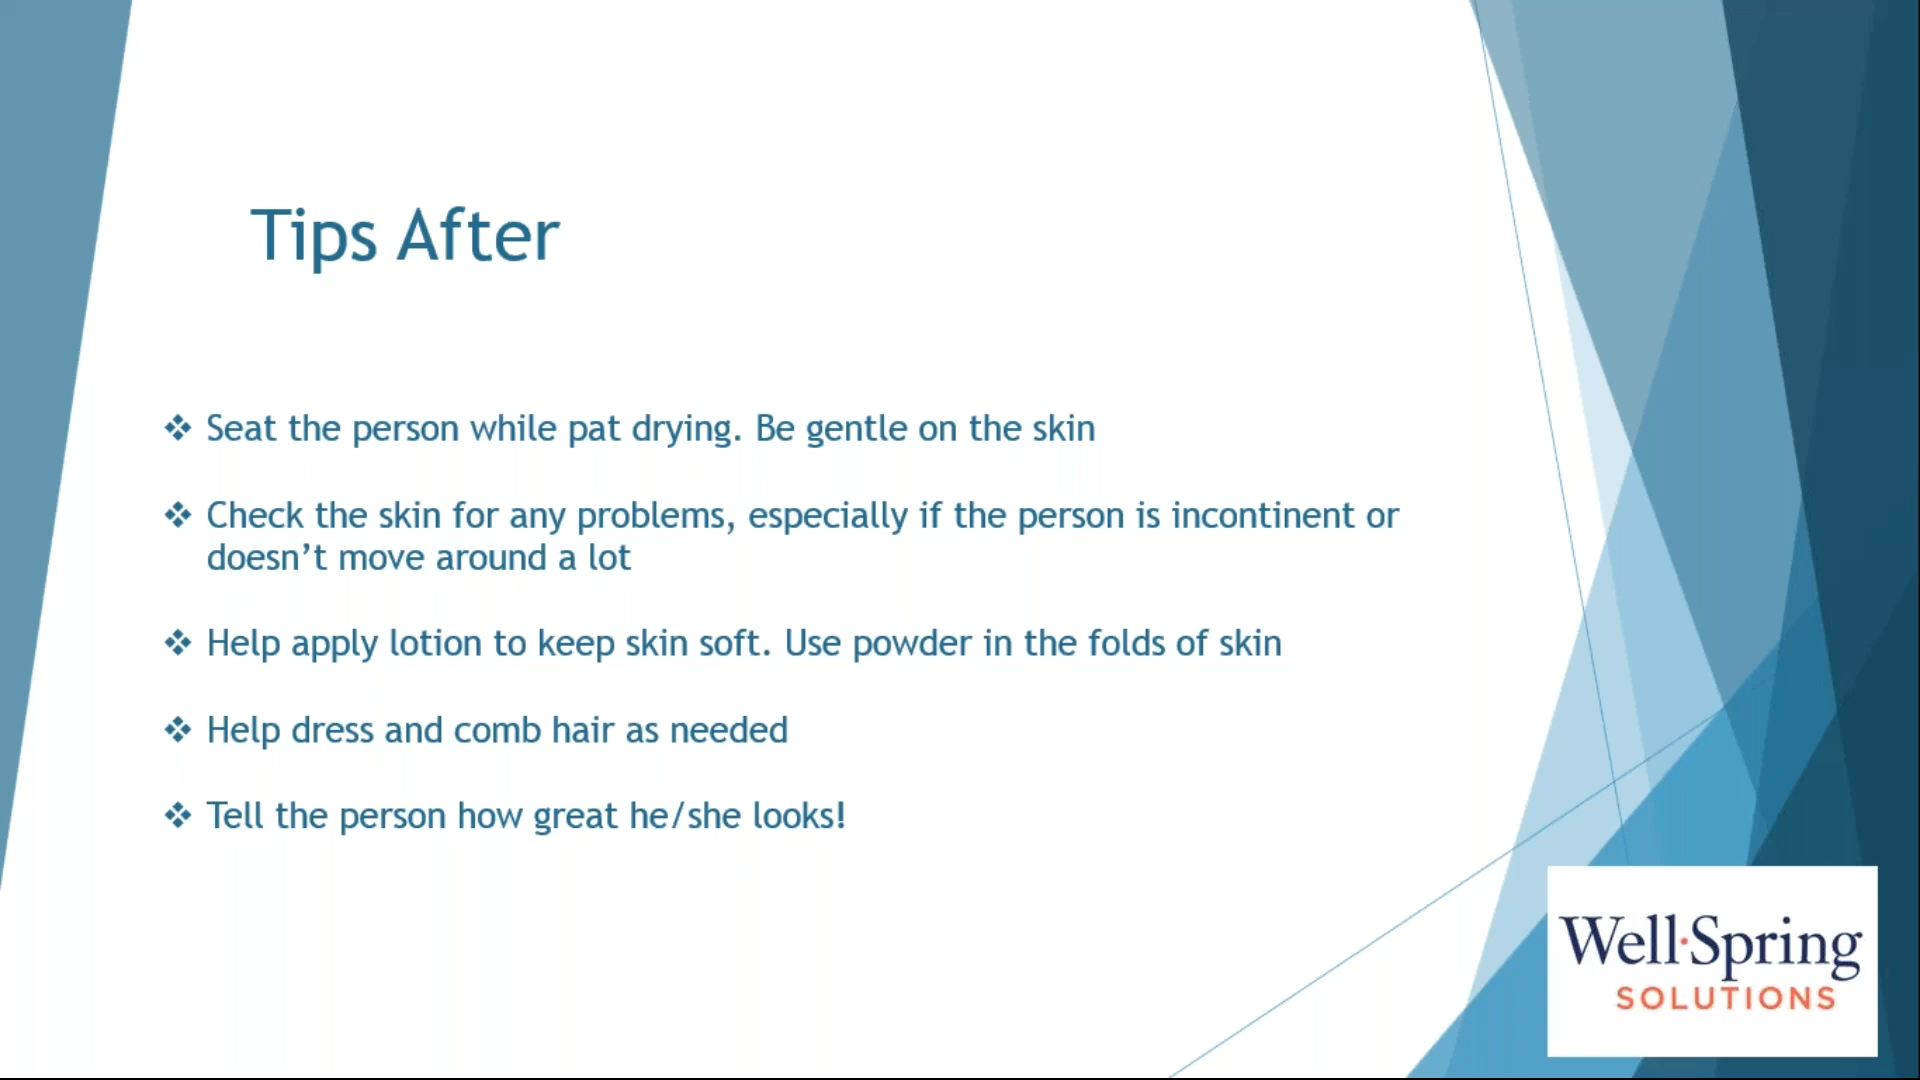 Tips After
❖ Seat the person while pat drying. Be gentle on the skin
❖ Check the skin for any problems, especially if the person is incontinent or
doesn’t move around a lot
❖ Help apply lotion to keep skin soft. Use powder in the folds of skin
❖ Help dress and comb hair as needed
❖ Tell the person how great he/she looks!
Well·Spring
SOLUTIONS